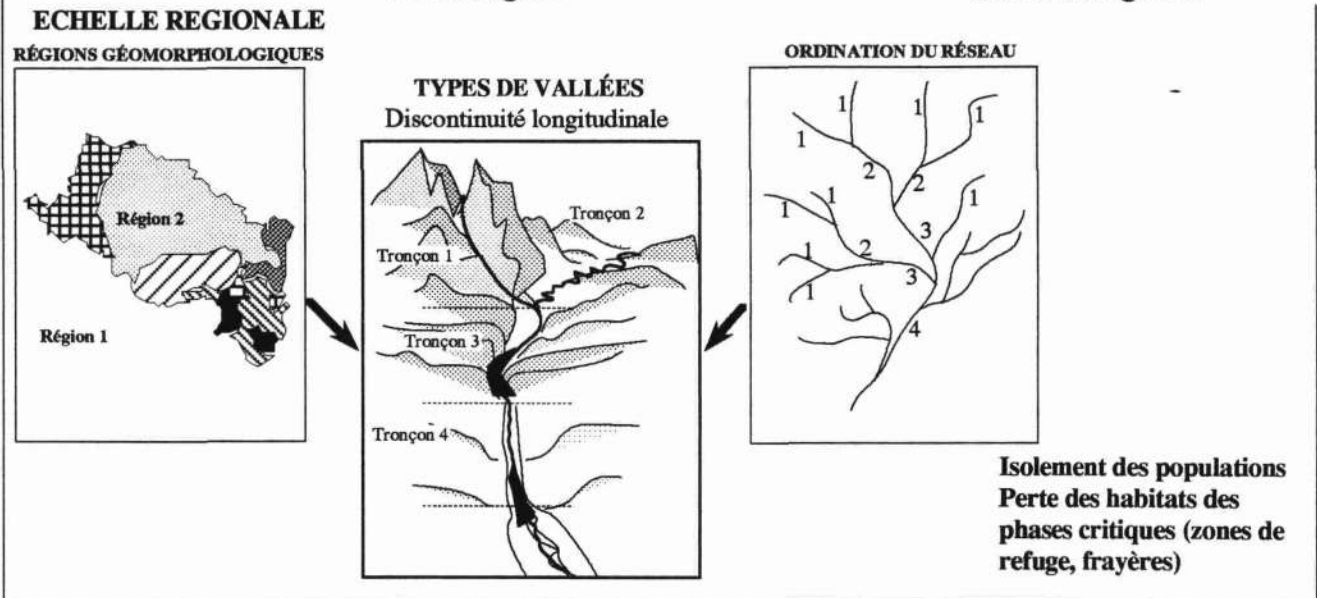 ECHELLE REGIONALE
RÉGIONS GÉOMORPHOLOGIQUES
Région 2
Région 1
TYPES DE VALLÉES
Discontinuité longitudinale
Tronçon 2
Tronçon 1
Tronçon 3
Tronçon 4
ORDINATION DU RÉSEAU
1
1
1
1
2
2
1
1
1
3
2
1
3
1
4
Isolement des populations
Perte des habitats des
phases critiques (zones de
refuge, frayères)